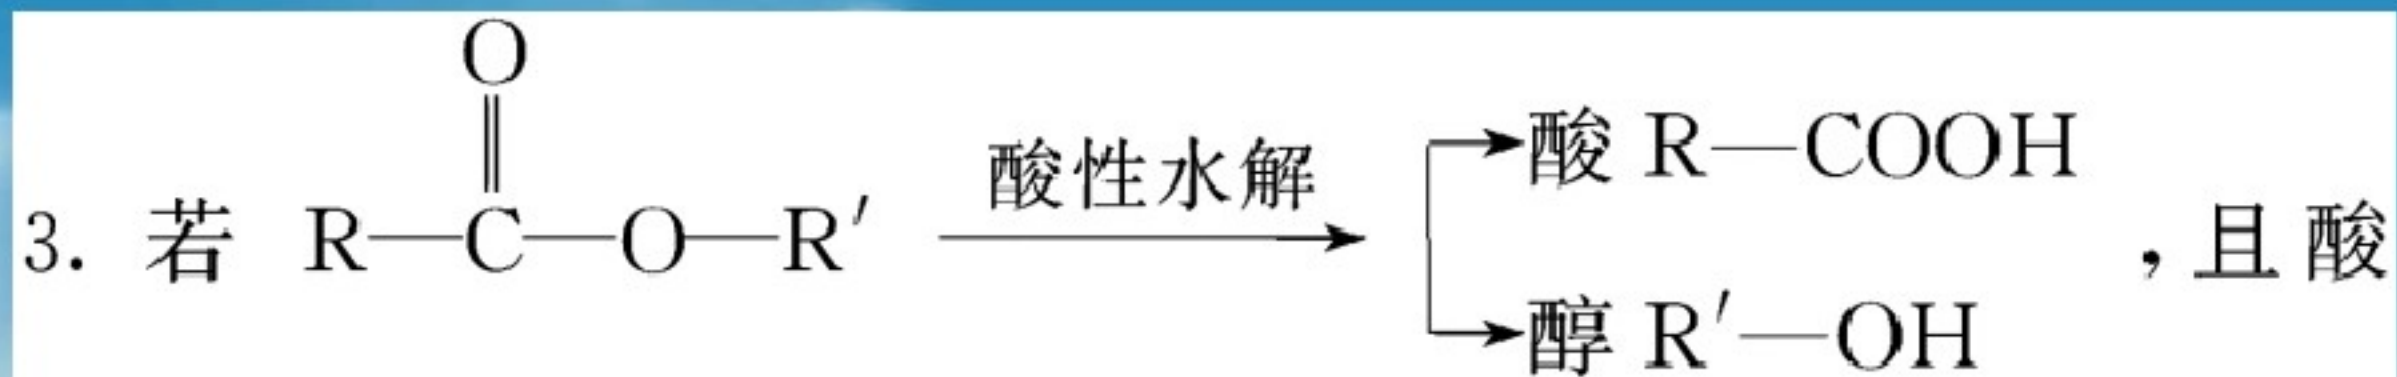 O
酸性水解
酸 R—COOH
3. 若 R—C—O—R′ ，且酸
醇 R′—OH